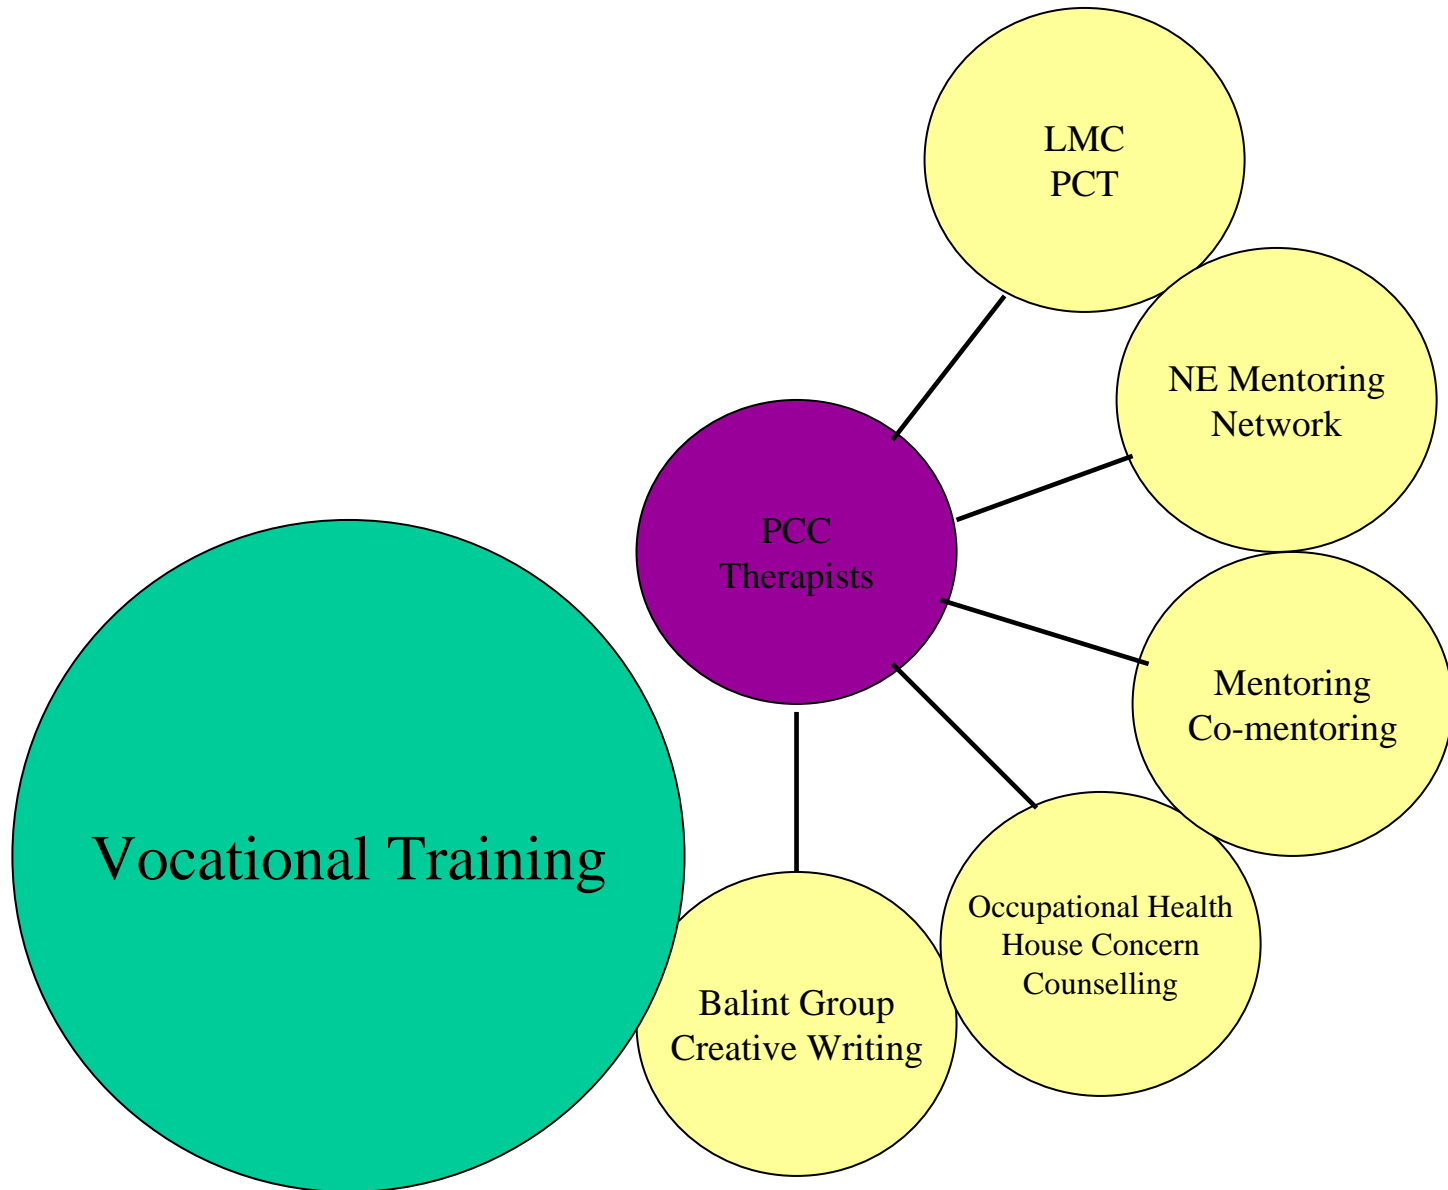 LMC
PCT
NE Mentoring
Network
PCC
Therapists
Mentoring
Co-mentoring
Vocational Training
Occupational Health
House Concern
Counselling
Balint Group
Creative Writing